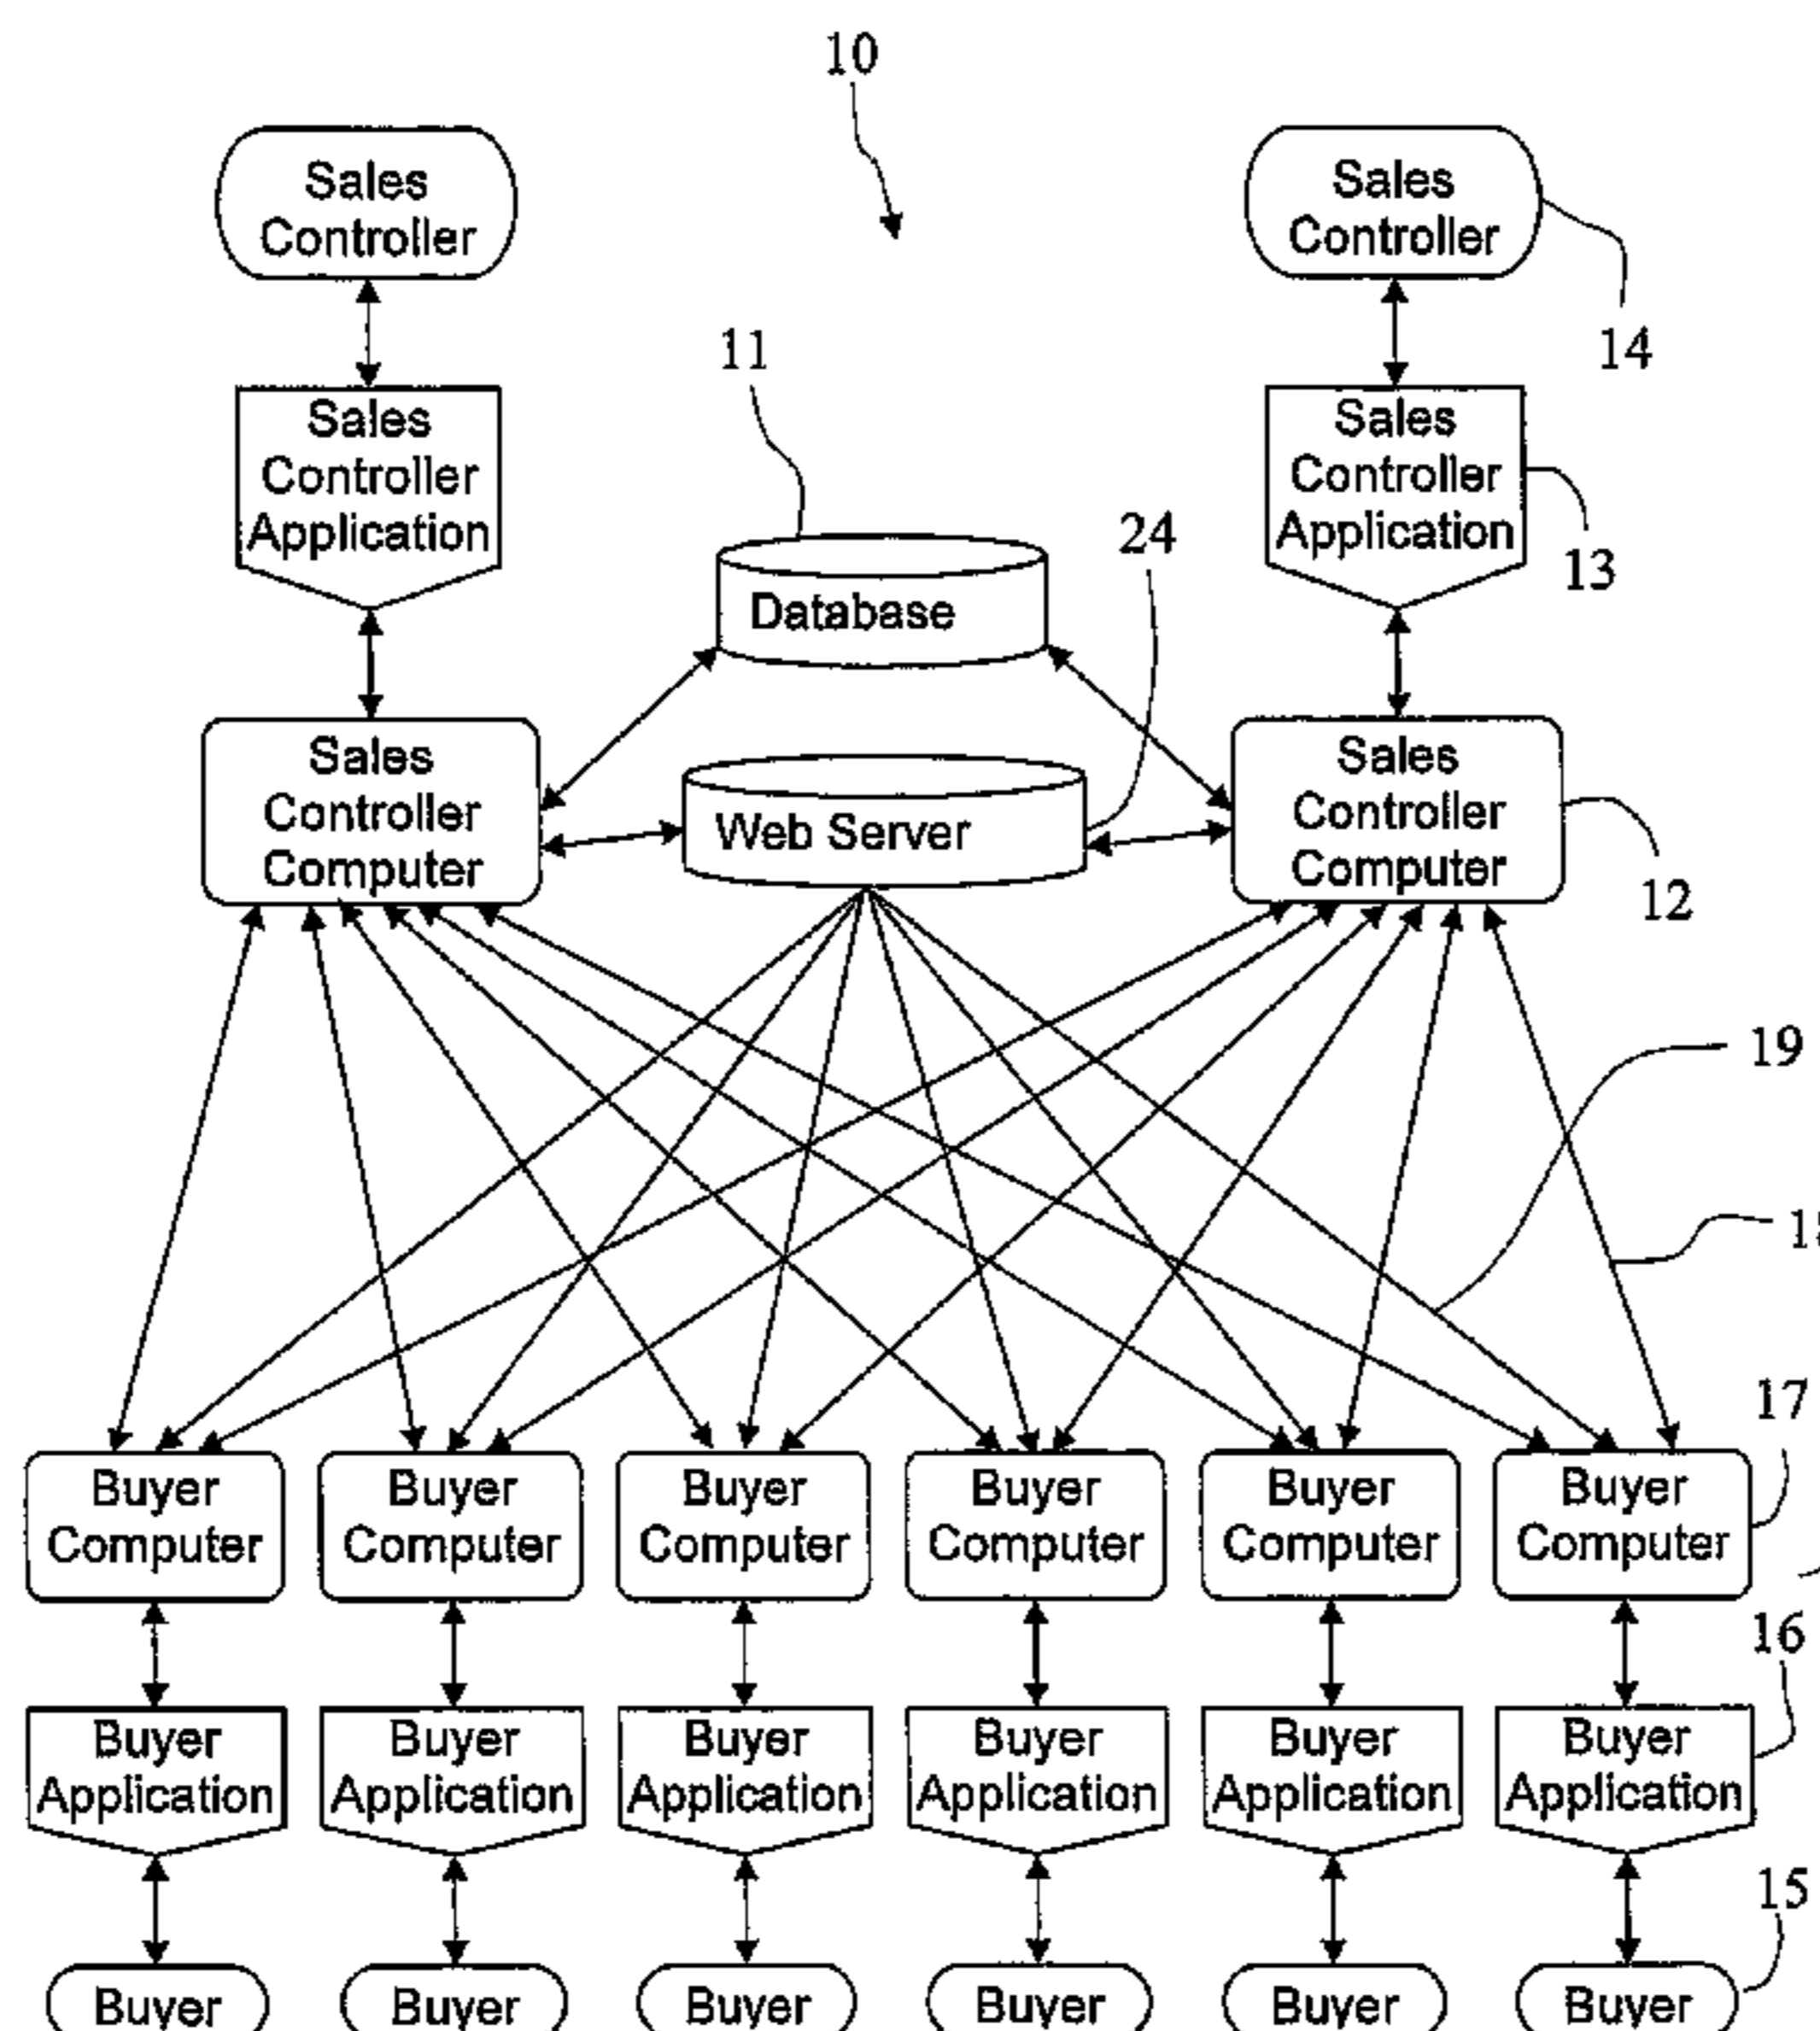 10
Sales
Controller
Sales
Controller
14
11
Sales
Controller
Application
Sales
Controller
Application
24
13
Database
Sales
Controller
Computer
Web Server
Sales
Controller
Computer
12
19
17
Buyer
Computer
Buyer
Computer
Buyer
Computer
Buyer
Computer
Buyer
Computer
Buyer
Computer
16
Buyer
Application
Buyer
Application
Buyer
Application
Buyer
Application
Buyer
Application
Buyer
Application
15
Buyer
Buyer
Buyer
Buyer
Buyer
Buyer